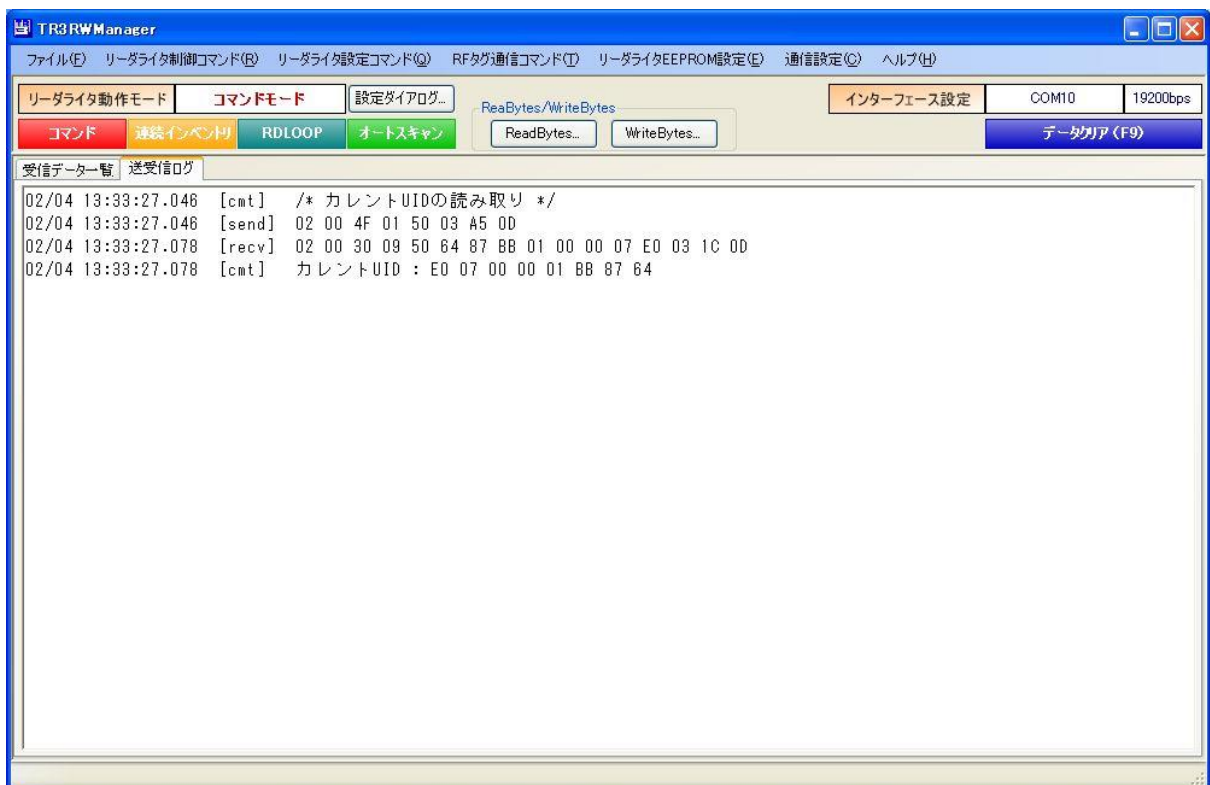 TR3RWManager
ファイル(F) リーダライタ制御コマンド(R) リーダライタ設定コマンド(Q) RFタグ通信コマンド(T) リーダライタEEPROM設定(E) 通信設定(C) ヘルプ(H)
リーダライタ動作モード コマンドモード 設定ダイアログ... ReaBytes/WriteBytes インターフェース設定 COM10 19200bps
コマンド 連続インベントリ RDLOOP オートスキャン ReadBytes... WriteBytes... データクリア (F9)
受信データ一覧 送受信ログ
02/04 13:33:27.046 [cmt] /* カレントUIDの読み取り */
02/04 13:33:27.046 [send] 02 00 4F 01 50 03 A5 0D
02/04 13:33:27.078 [recv] 02 00 30 09 50 64 87 BB 01 00 00 07 E0 03 1C 0D
02/04 13:33:27.078 [cmt] カレントUID : E0 07 00 00 01 BB 87 64